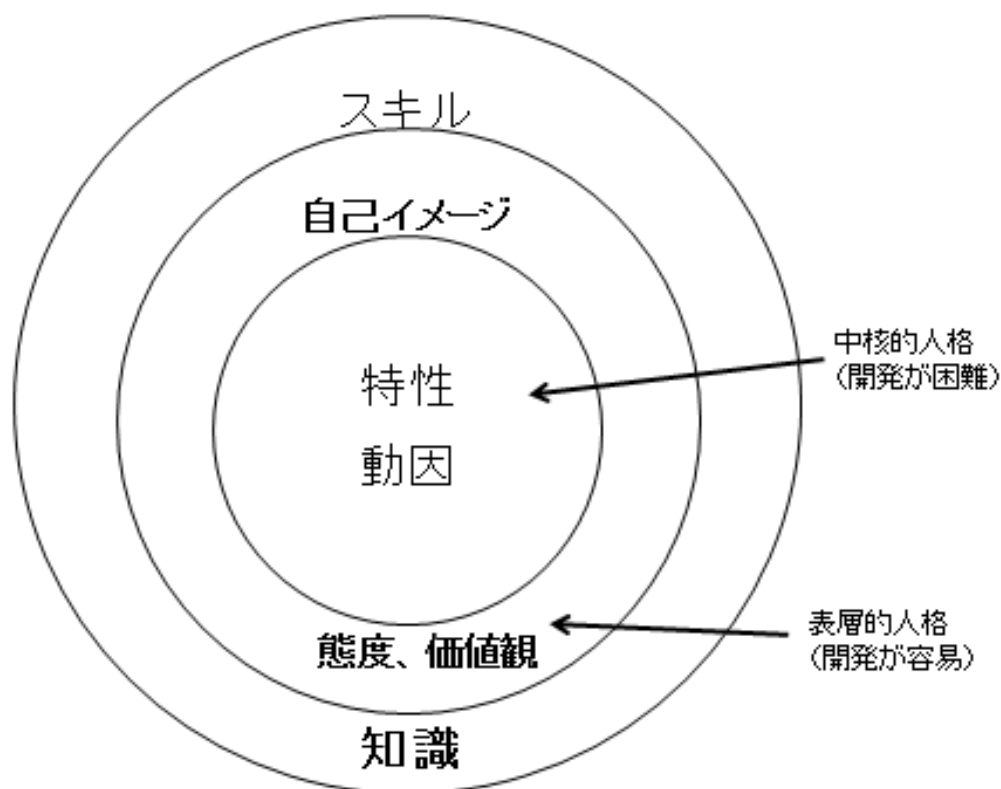 スキル
自己イメージ
特性
動因
中核的人格
（開発が困難）
態度、価値観
表層的人格
（開発が容易）
知識